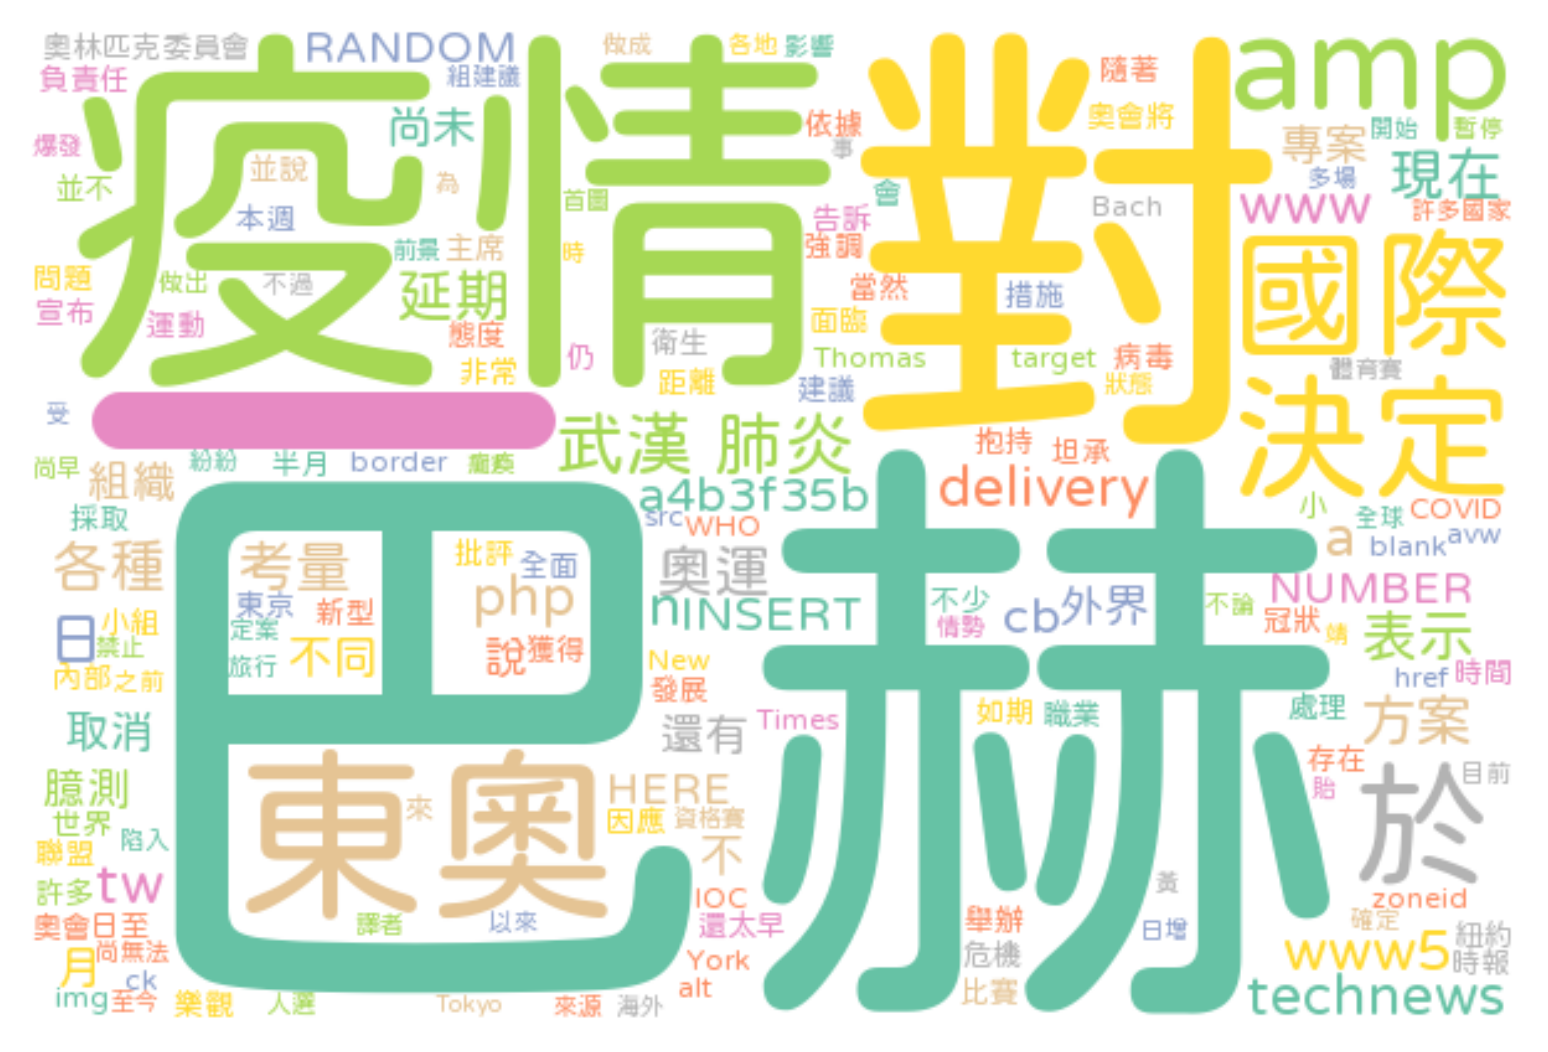 奧林匹克委員會 RANDOM 做成 各地 影響 amp
負責任 組建議 隨著
疫情 對
尚未 依據 奧會將 專案 開始 暫停
爆發 事 現在
並不 並說 為 首圖 會 多場
本週 告訴 Bach www 許多國家
前景 主席 時 強調
問題 做出 不過 延期 當然 措施 國際
宣布 運動 態度 衛生 面臨
非常 仍 距離 Thomas target 病毒 體育賽
建議 狀態
受 一 武漢 肺炎 決定
抱持 坦承
尚早 組織 紛紛 半月 border 癱瘓
a4b3f35b delivery
採取 src WHO 小 全球 COVID
巴赫
各種 考量 批評 全面 奧運 a blank avw
東京 新型 php NUMBER
日 小組 定案 nINSERT 不少 cb 外界 不論 冠狀 靖 表示
禁止 旅行 不同 說 獲得 情勢
內部 之前 New 發展 href 時間
取消 還有 Times 如期 職業 處理 方案
東奧
臆測 來 HERE 存在 於 目前
世界 陷入 因應 資格賽 貽
聯盟 不
許多 tw IOC 黃 zoneid
奧會 日至 譯者 以來 還太早 舉辦 日增 確定
月 尚無法 ck York 危機 www5 紐約時報
img 至今 樂觀 人選 Tokyo 來源 海外 alt 比賽 technews